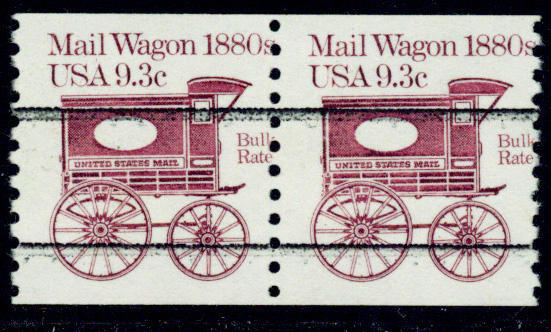 Mail Wagon 1880s
USA 9.3c
Bulk
Rate
UNITED STATES MAIL
Mail Wagon 1880s
USA 9.3c
Bulk
Rate
UNITED STATES MAIL